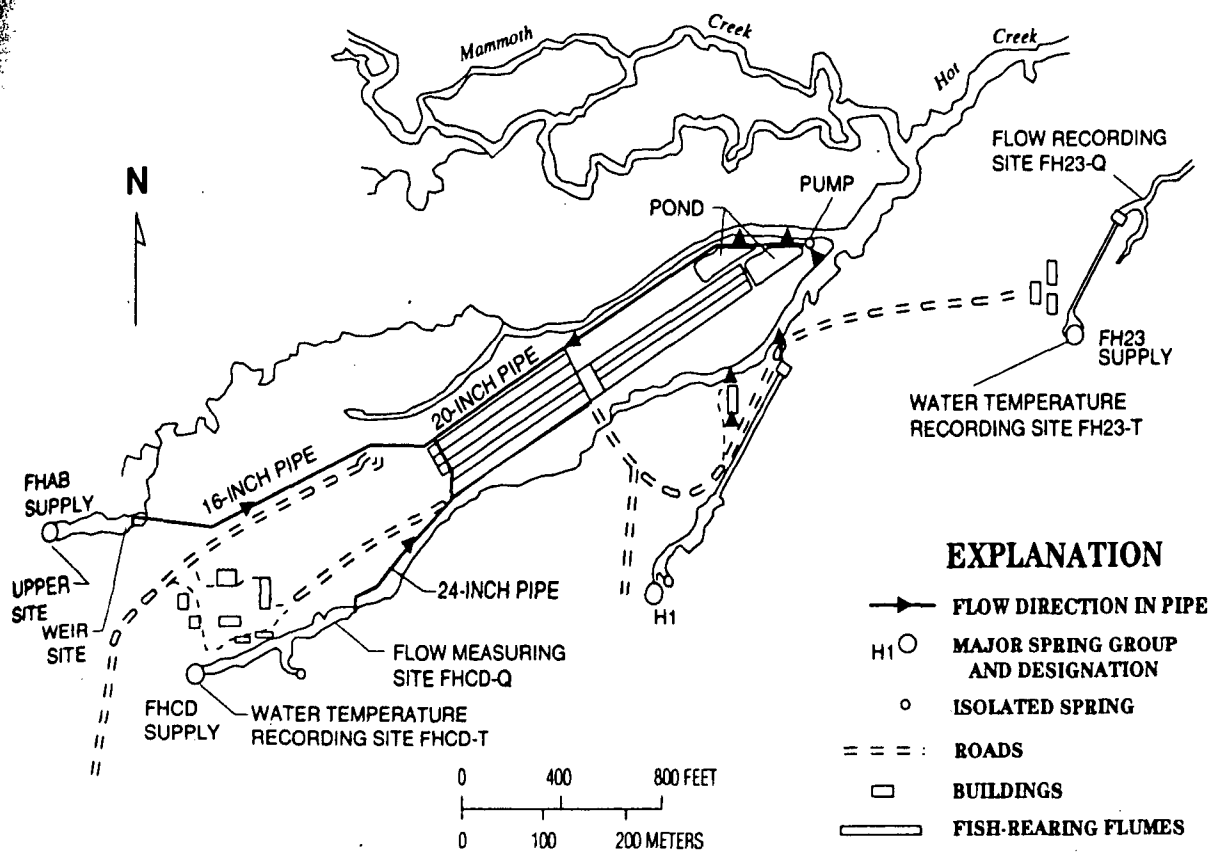 Mammoth
Creek
Hot
Creek
FLOW RECORDING
SITE FH23-Q
N
PUMP
POND
FH23
SUPPLY
20-INCH PIPE
WATER TEMPERATURE
RECORDING SITE FH23-T
16-INCH PIPE
FHAB
SUPPLY
UPPER
SITE
WEIR
SITE
24-INCH PIPE
H1
FLOW MEASURING
SITE FHCD-Q
FHCD
SUPPLY
WATER TEMPERATURE
RECORDING SITE FHCD-T
0 400 800 FEET
0 100 200 METERS
EXPLANATION
FLOW DIRECTION IN PIPE
H1 MAJOR SPRING GROUP
AND DESIGNATION
ISOLATED SPRING
ROADS
BUILDINGS
FISH-REARING FLUMES